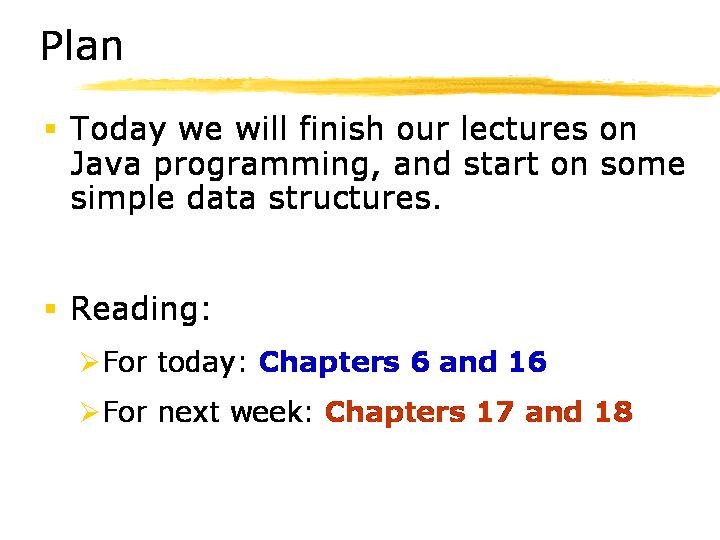 Plan
▪ Today we will finish our lectures on
Java programming, and start on some
simple data structures.
▪ Reading:
➢For today: Chapters 6 and 16
➢For next week: Chapters 17 and 18